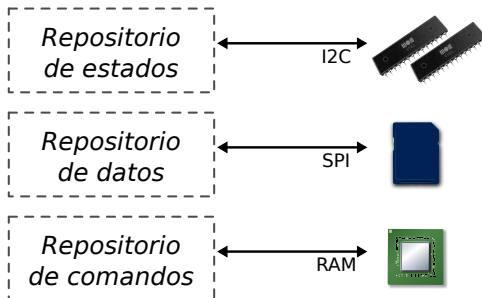 Repositorio
de estados
I2C
Repositorio
de datos
SPI
Repositorio
de comandos
RAM